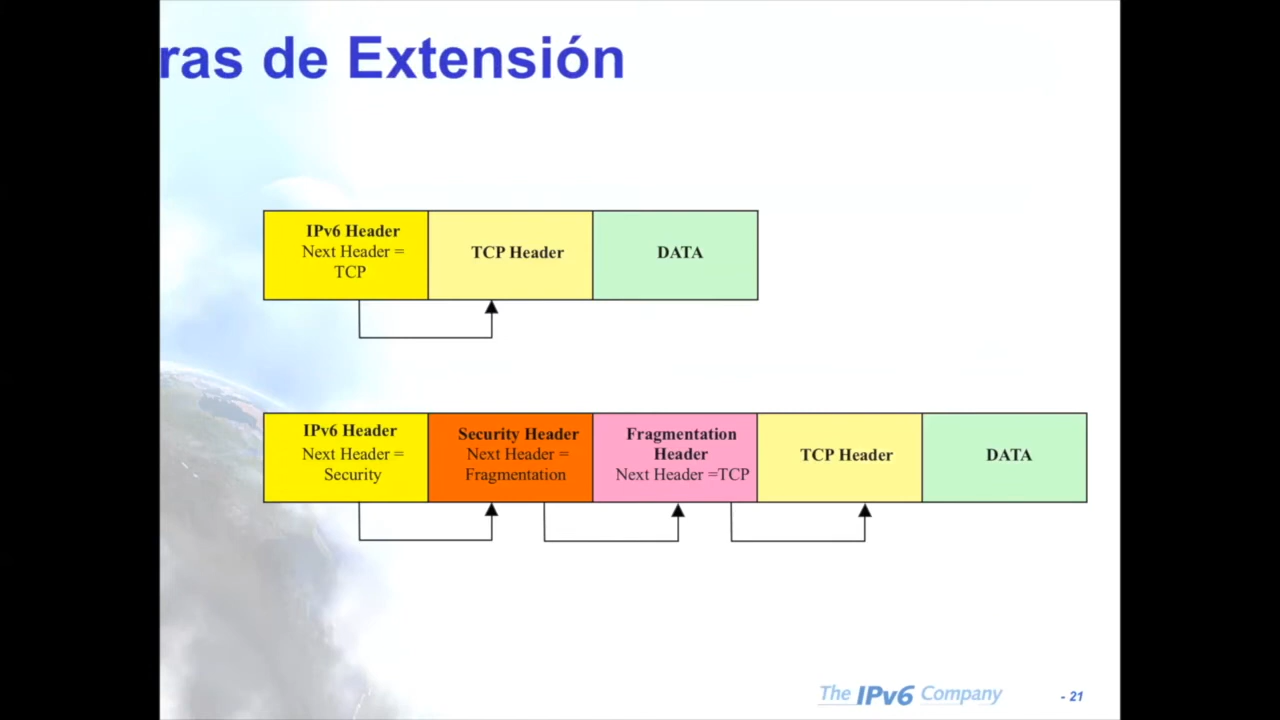 ras de Extensión
IPv6 Header
Next Header =
TCP
TCP Header
DATA
IPv6 Header
Next Header =
Security
Security Header
Next Header =
Fragmentation
Fragmentation
Header
Next Header =TCP
TCP Header
DATA
The IPv6 Company
- 21